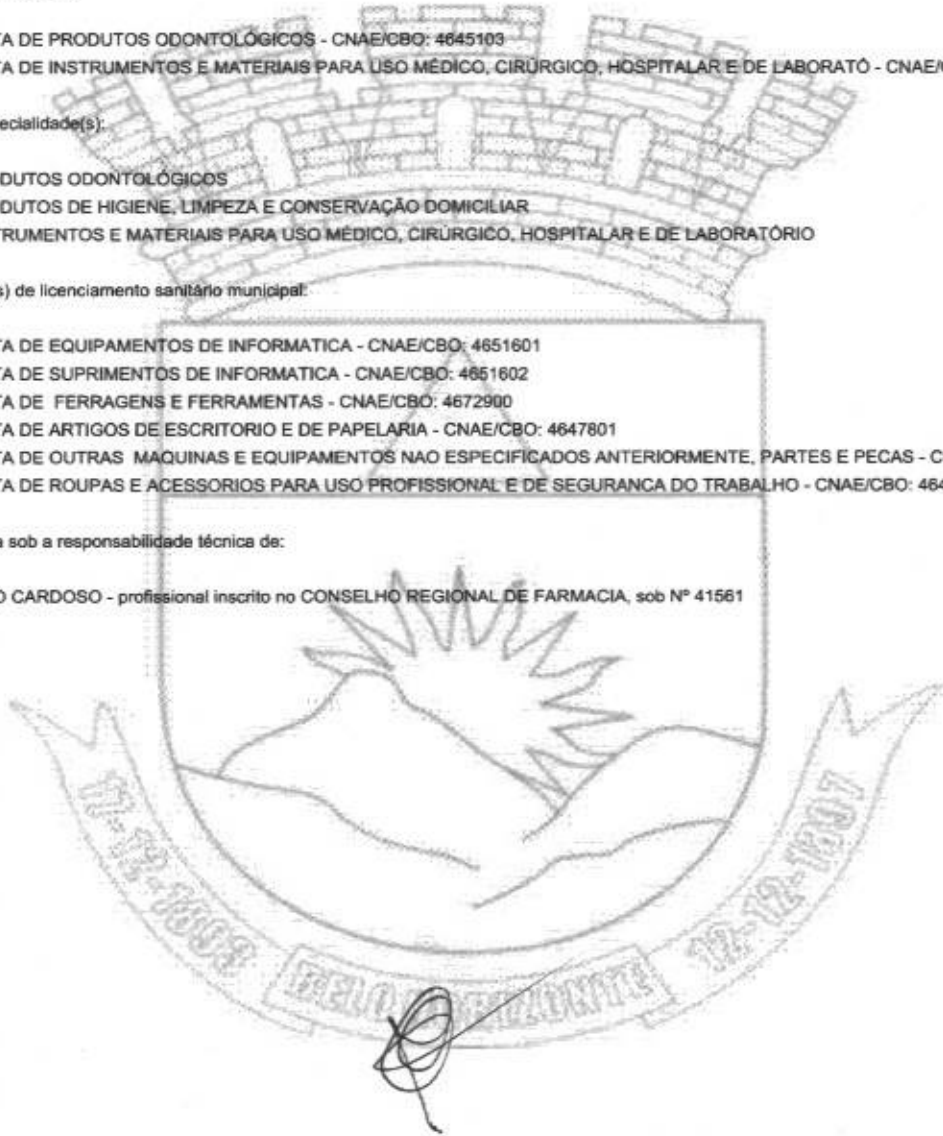 TA DE PRODUTOS ODONTOLÓGICOS - CNAE/CBO: 4645103
TA DE INSTRUMENTOS E MATERIAIS PARA USO MÉDICO, CIRÚRGICO, HOSPITALAR E DE LABORATÓ - CNAE/
ecialidade(s):
DUTOS ODONTOLÓGICOS
DUTOS DE HIGIENE, LIMPEZA E CONSERVAÇÃO DOMICILIAR
TRUMENTOS E MATERIAIS PARA USO MÉDICO, CIRÚRGICO, HOSPITALAR E DE LABORATÓRIO
s) de licenciamento sanitário municipal:
TA DE EQUIPAMENTOS DE INFORMATICA - CNAE/CBO: 4651601
TA DE SUPRIMENTOS DE INFORMATICA - CNAE/CBO: 4651602
TA DE FERRAGENS E FERRAMENTAS - CNAE/CBO: 4672900
TA DE ARTIGOS DE ESCRITORIO E DE PAPELARIA - CNAE/CBO: 4647801
TA DE OUTRAS MAQUINAS E EQUIPAMENTOS NAO ESPECIFICADOS ANTERIORMENTE, PARTES E PECAS - C
TA DE ROUPAS E ACESSORIOS PARA USO PROFISSIONAL E DE SEGURANCA DO TRABALHO - CNAE/CBO: 464
a sob a responsabilidade técnica de:
O CARDOSO - profissional inscrito no CONSELHO REGIONAL DE FARMACIA, sob Nº 41561
17-12-1893
BELO HORIZONTE
12-12-1897